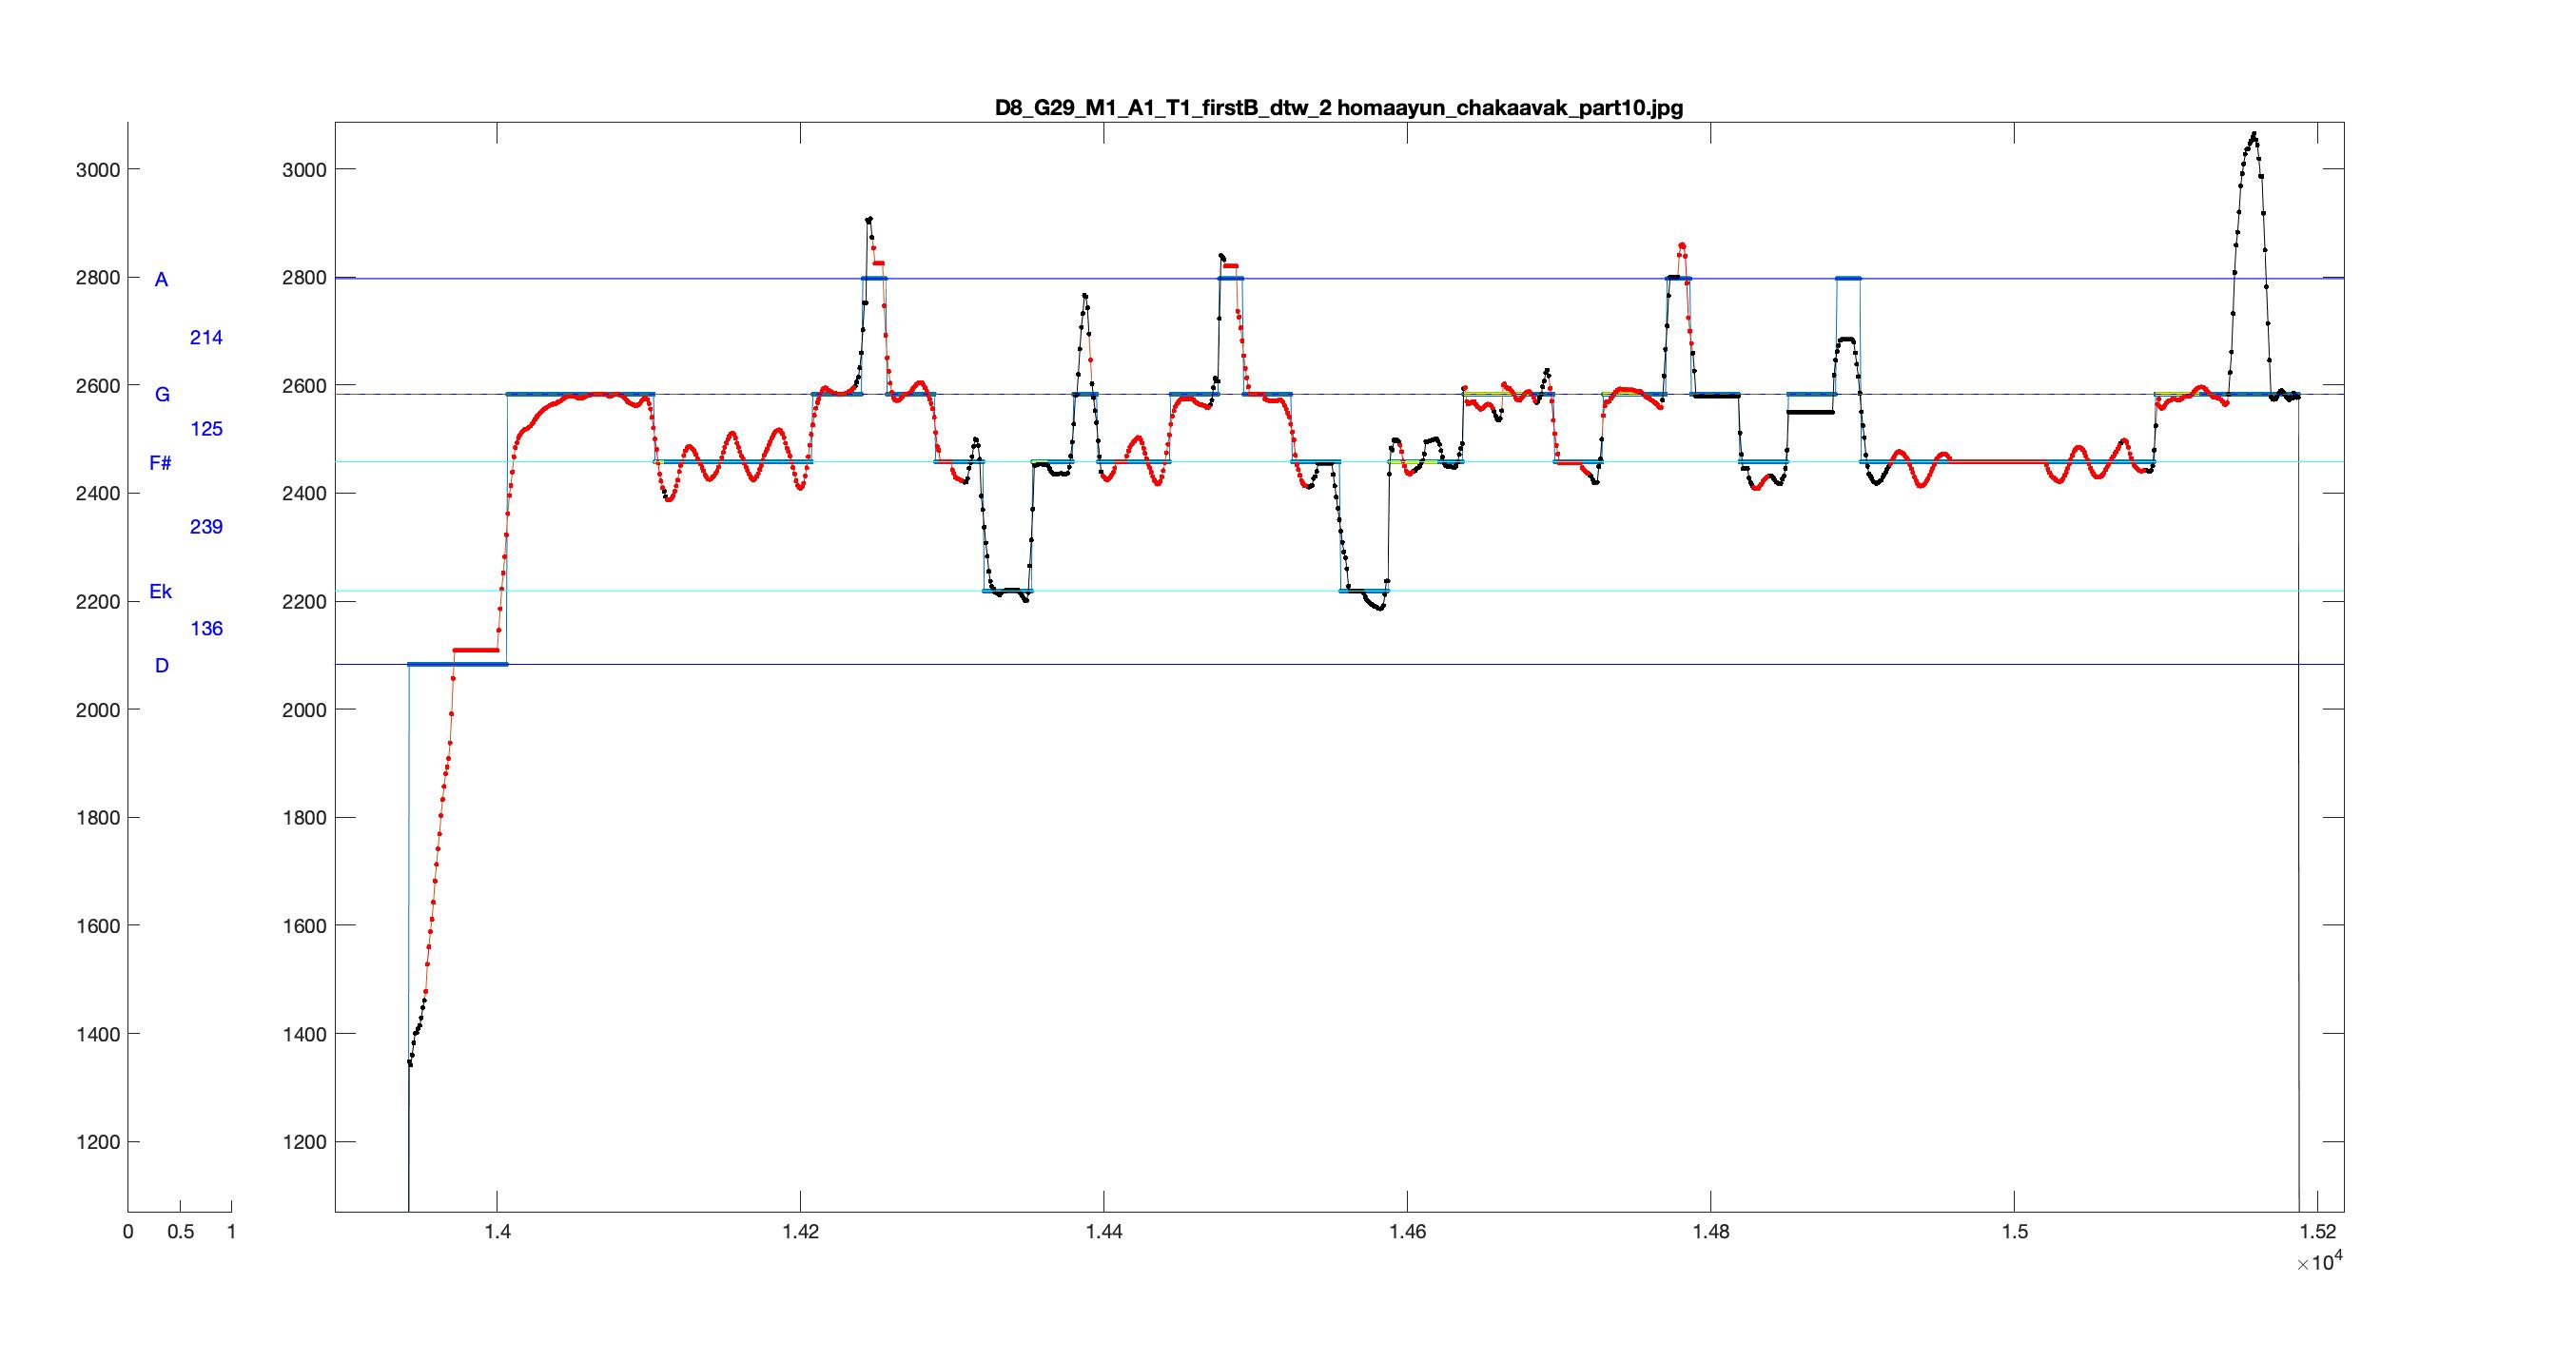 D8_G29_M1_A1_T1_firstB_dtw_2 homaayun_chakaavak_part10.jpg
3000 3000
2800 A 2800
214
2600 G 2600
125
F#
2400 2400
239
2200 Ek 2200
136
D
2000 2000
1800 1800
1600 1600
1400 1400
1200 1200
0 0.5 1 1.4 1.42 1.44 1.46 1.48 1.5 1.52
×10⁴